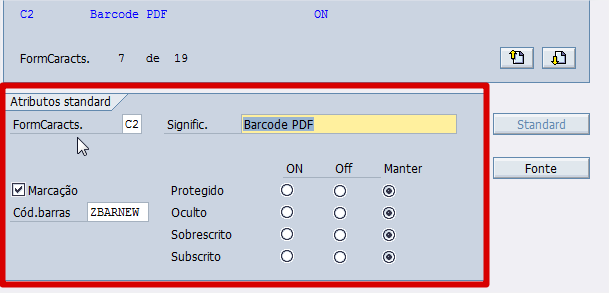 C2 Barcode PDF ON
FormCaracts. 7 de 19
Atributos standard
FormCaracts. C2 Signific. Barcode PDF
Standard
ON Off Manter
Fonte
Marcação Protegido
Cód.barras ZBARNEW Oculto
Sobrescrito
Subscrito